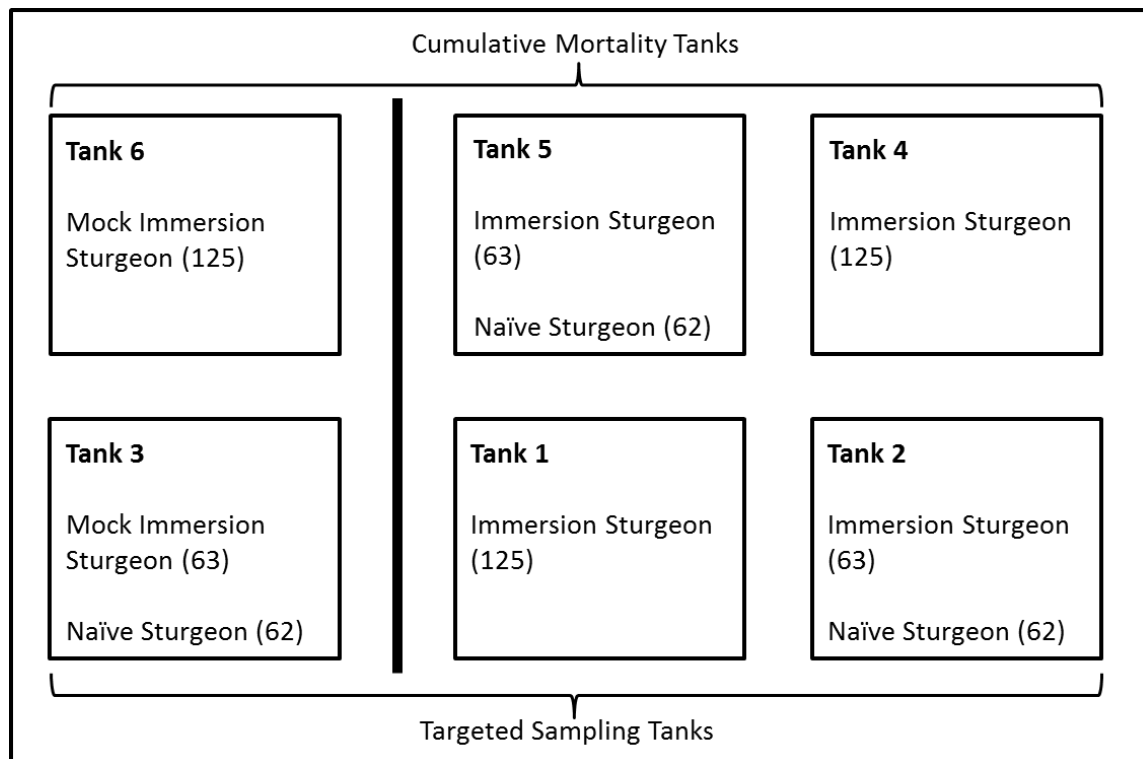 Cumulative Mortality Tanks
Tank 6
Mock Immersion
Sturgeon (125)
Tank 5
Immersion Sturgeon
(63)
Naïve Sturgeon (62)
Tank 4
Immersion Sturgeon
(125)
Tank 3
Mock Immersion
Sturgeon (63)
Naïve Sturgeon (62)
Tank 1
Immersion Sturgeon
(125)
Tank 2
Immersion Sturgeon
(63)
Naïve Sturgeon (62)
Targeted Sampling Tanks